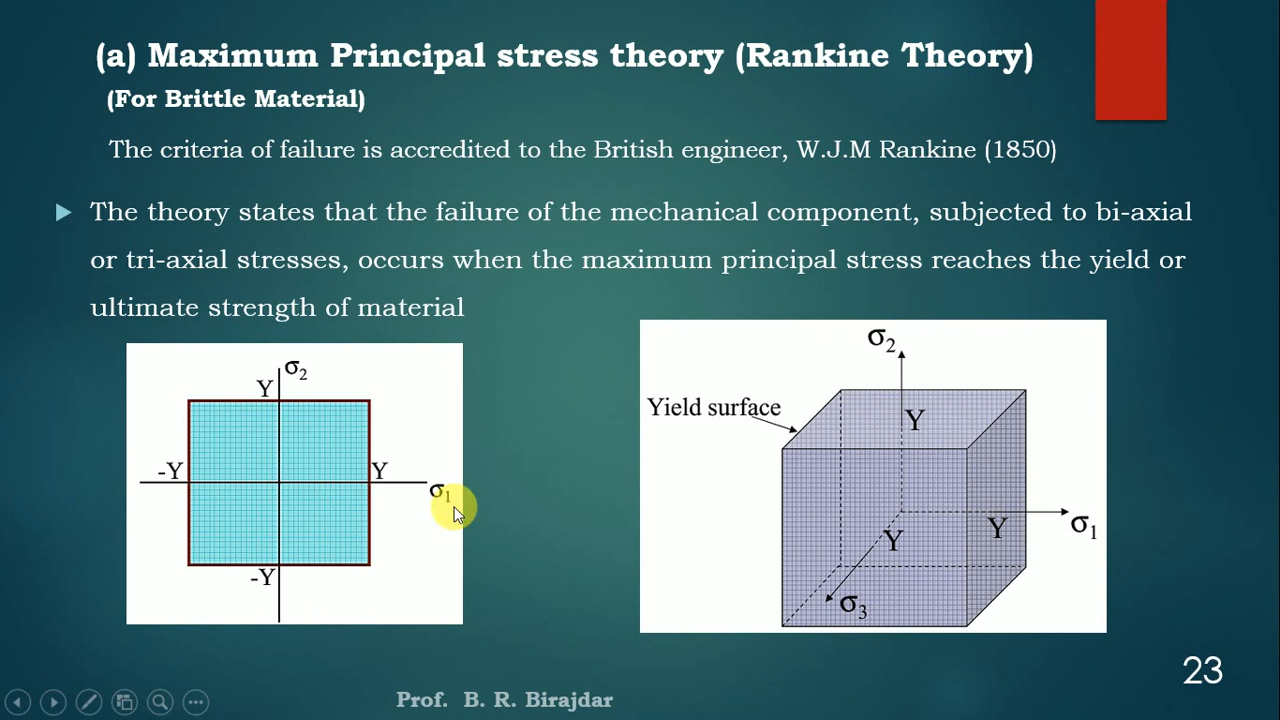 (a) Maximum Principal stress theory (Rankine Theory)
(For Brittle Material)
The criteria of failure is accredited to the British engineer, W.J.M Rankine (1850)
The theory states that the failure of the mechanical component, subjected to bi-axial
or tri-axial stresses, occurs when the maximum principal stress reaches the yield or
ultimate strength of material
σ₂
Y
-Y
Y
σ₁
-Y
σ₂
Yield surface
Y
Y
Y
σ₁
σ₃
23
Prof. B. R. Birajdar